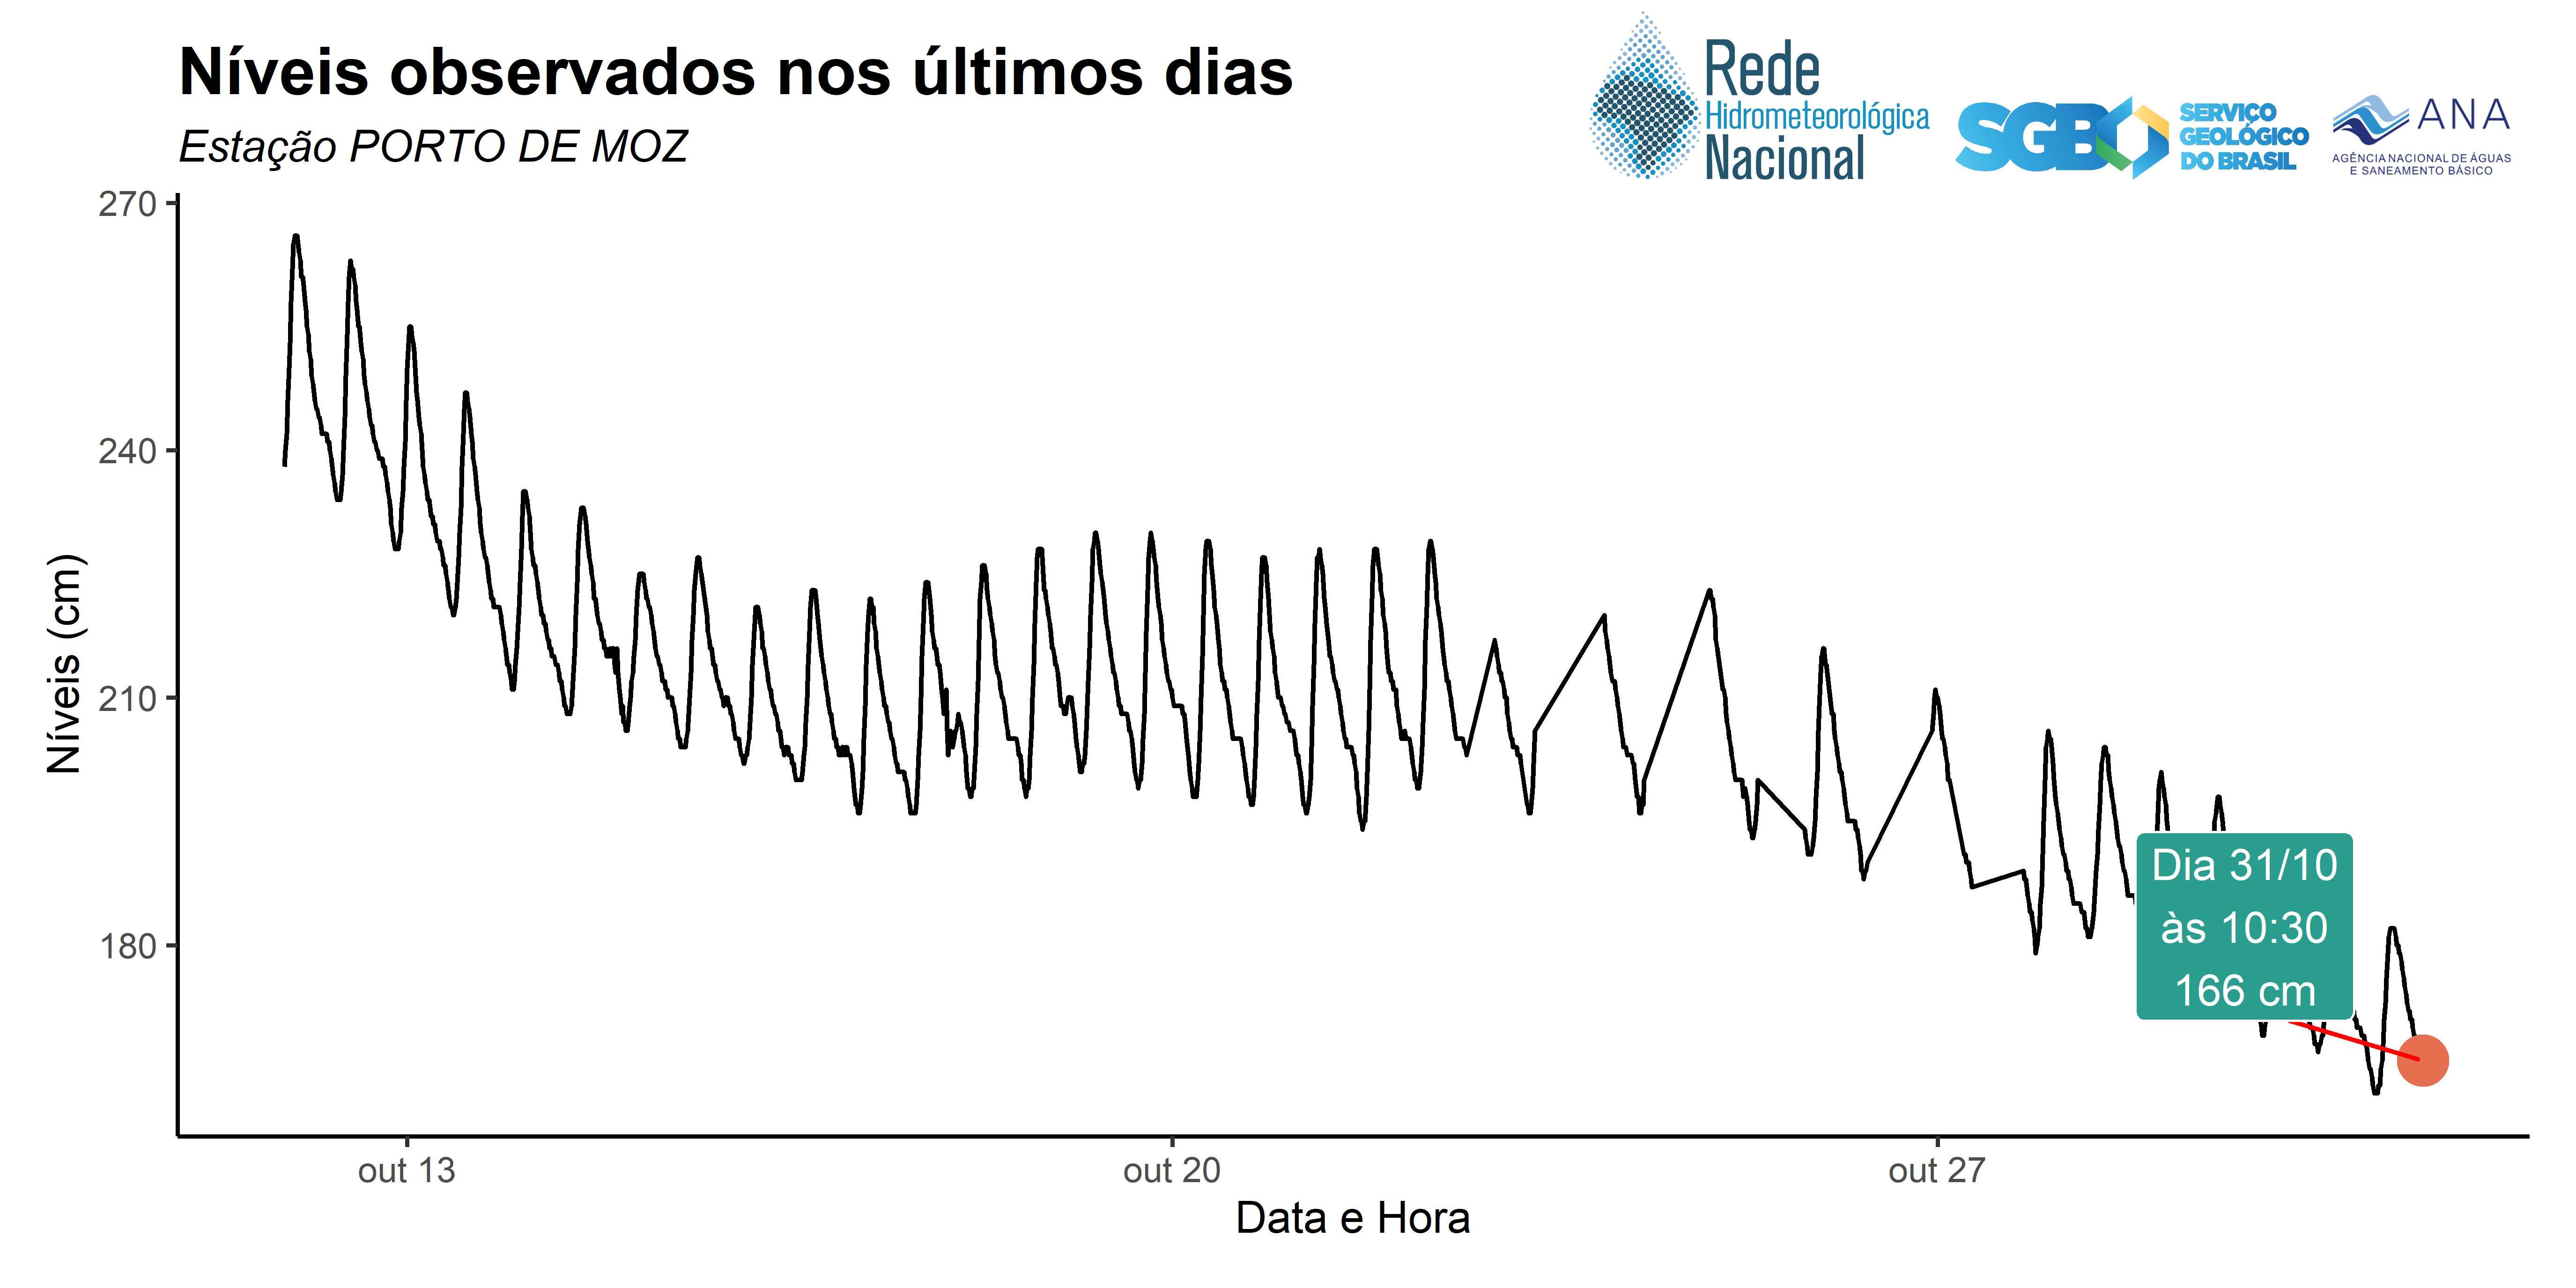 Níveis observados nos últimos dias
Estação PORTO DE MOZ
Rede
Hidrometeorológica
Nacional
SGB
SERVIÇO
GEOLÓGICO
DO BRASIL
ANA
AGÊNCIA NACIONAL DE ÁGUAS
E SANEAMENTO BÁSICO
270
240
210
180
Níveis (cm)
Dia 31/10
às 10:30
166 cm
out 13
out 20
out 27
Data e Hora